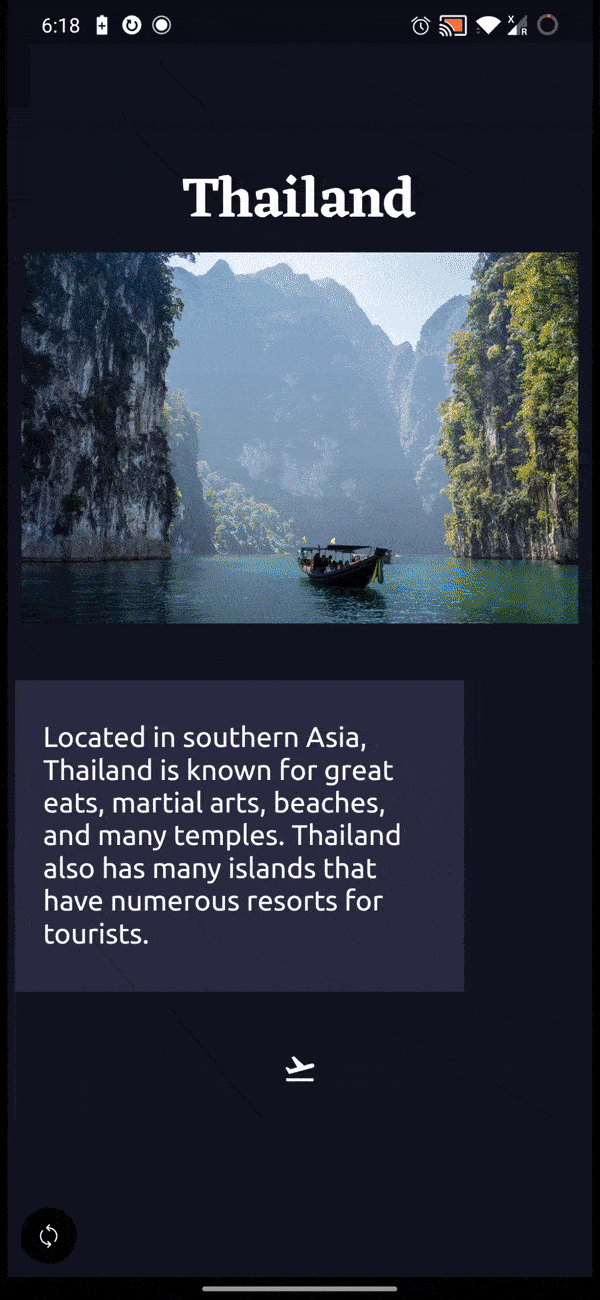 6:18
X
R
Thailand
Located in southern Asia,
Thailand is known for great
eats, martial arts, beaches,
and many temples. Thailand
also has many islands that
have numerous resorts for
tourists.